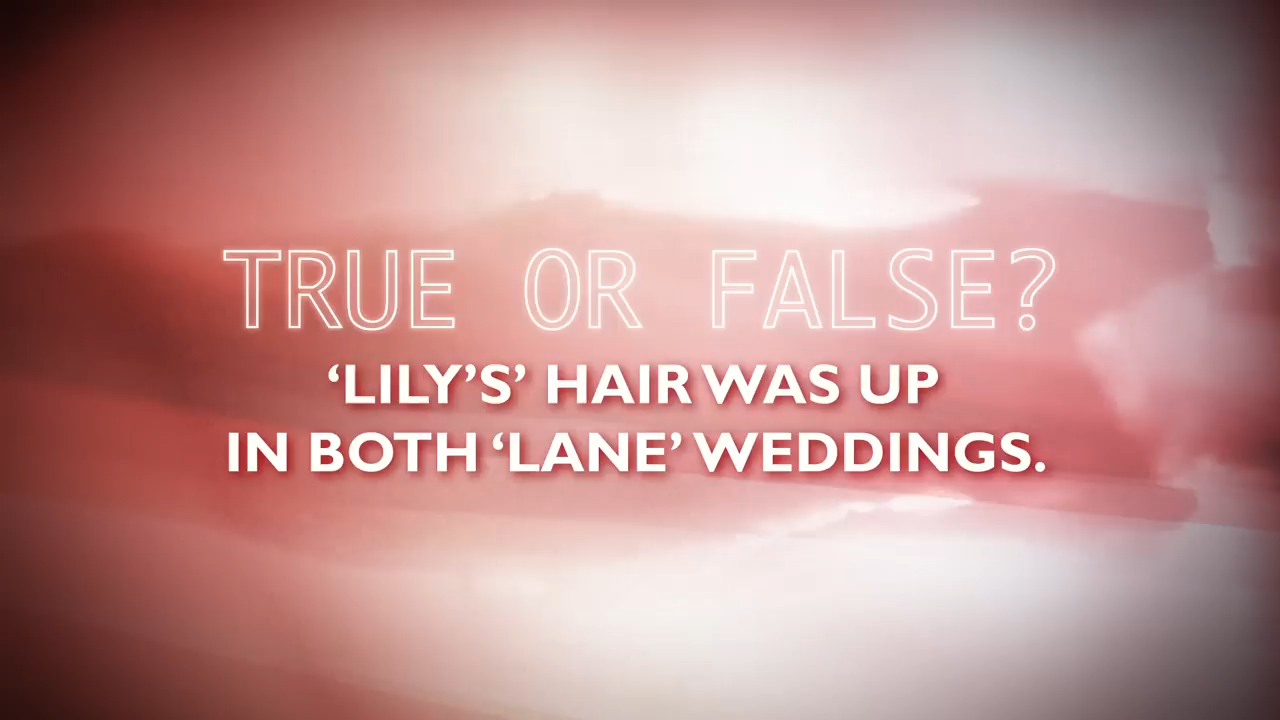 TRUE OR FALSE?
‘LILY’S’ HAIR WAS UP
IN BOTH ‘LANE’ WEDDINGS.